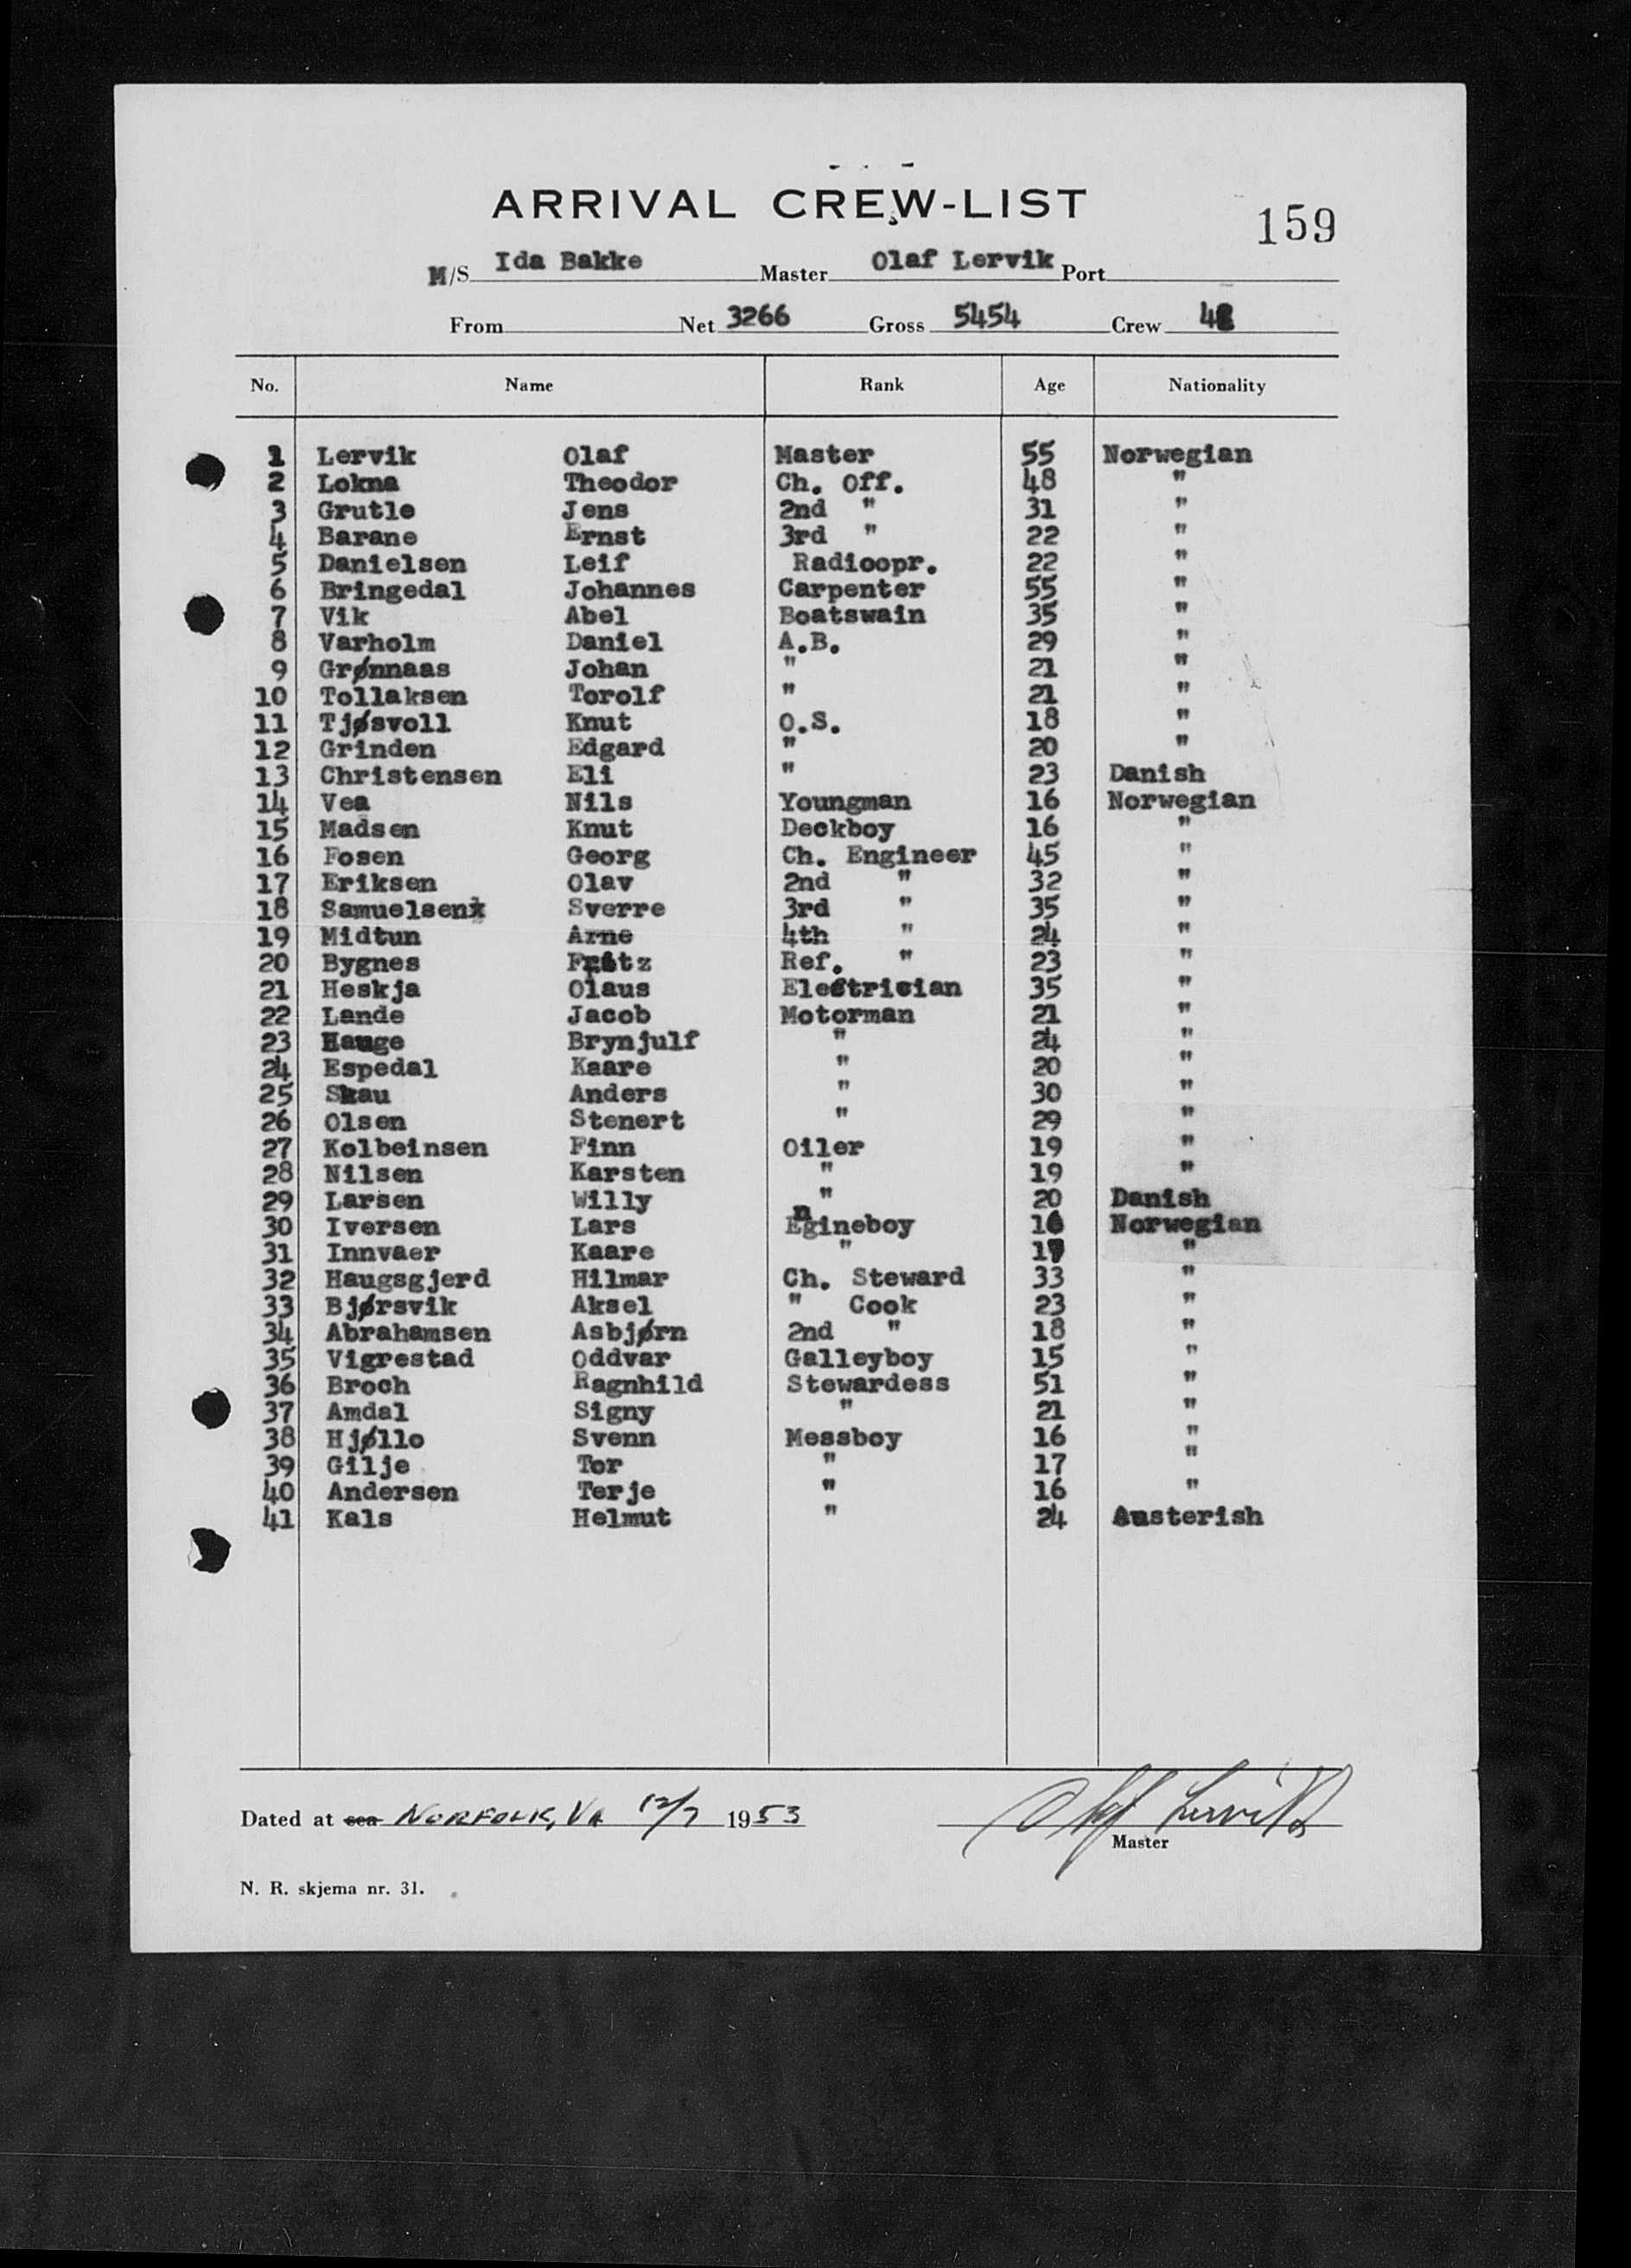 ARRIVAL CREW-LIST
159
M/S Ida Bakke Master Olaf Lervik Port
From Net 3266 Gross 5454 Crew
No. Name Rank Age Nationality
1 Lervik Olaf Master 55 Norwegian
2 Lokna Theodor Ch. Off. 48 "
3 Grutle Jens 2nd " 31 "
4 Barane Ernst 3rd " 22 "
5 Danielsen Leif Radioopr. 22 "
6 Bringedal Johannes Carpenter 55 "
7 Vik Abel Boatswain 35 "
8 Varholm Daniel A.B. 29 "
9 Grønnaas Johan " 21 "
10 Tollaksen Torolf " 21 "
11 Tjøsvoll Knut O.S. 18 "
12 Grinden Edgard " 20 "
13 Christensen Eli " 23 Danish
14 Vea Nils Youngman 16 Norwegian
15 Madsen Knut Deckboy 16 "
16 Fosen Georg Ch. Engineer 45 "
17 Eriksen Olav 2nd " 32 "
18 Samuelsen Sverre 3rd " 35 "
19 Midtun Arne 4th " 24 "
20 Bygnes Fritz Ref. " 23 "
21 Heskja Olaus Electrician 35 "
22 Lande Jacob Motorman 21 "
23 Hauge Brynjulf " 24 "
24 Espedal Kaare " 20 "
25 Skau Anders " 30 "
26 Olsen Stenert " 29 "
27 Kolbeinsen Finn Oiler 19 "
28 Nilsen Karsten " 19 "
29 Larsen Willy " 20 Danish
30 Iversen Lars Engineboy 16 Norwegian
31 Innvaer Kaare " 17 "
32 Haugsgjerd Hilmar Ch. Steward 33 "
33 Bjørsvik Aksel " Cook 23 "
34 Abrahamsen Asbjørn 2nd " 18 "
35 Vigrestad Oddvar Galleyboy 15 "
36 Broch Ragnhild Stewardess 51 "
37 Amdal Signy " 21 "
38 Hjøllo Svenn Messboy 16 "
39 Gilje Tor " 17 "
40 Andersen Terje " 16 "
41 Kals Helmut " 24 Austerish
Dated at sea Norfolk, Va 12/7 1953 Olaf Lervik
Master
N. R. skjema nr. 31.